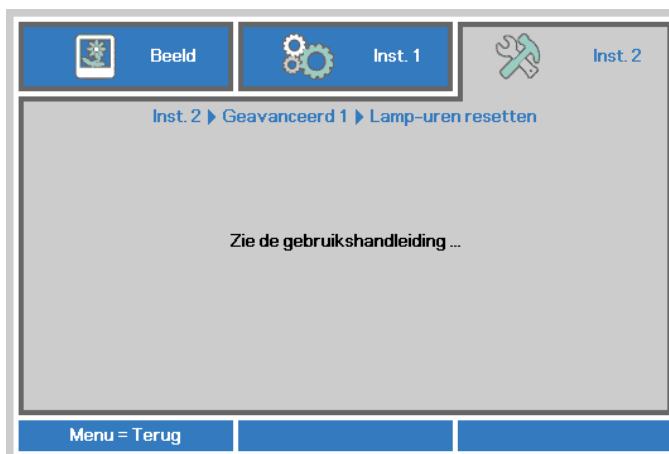 Beeld
Inst. 1
Inst. 2
Inst. 2 Geavanceerd 1 Lamp-uren resetten
Zie de gebruikshandleiding ...
Menu = Terug